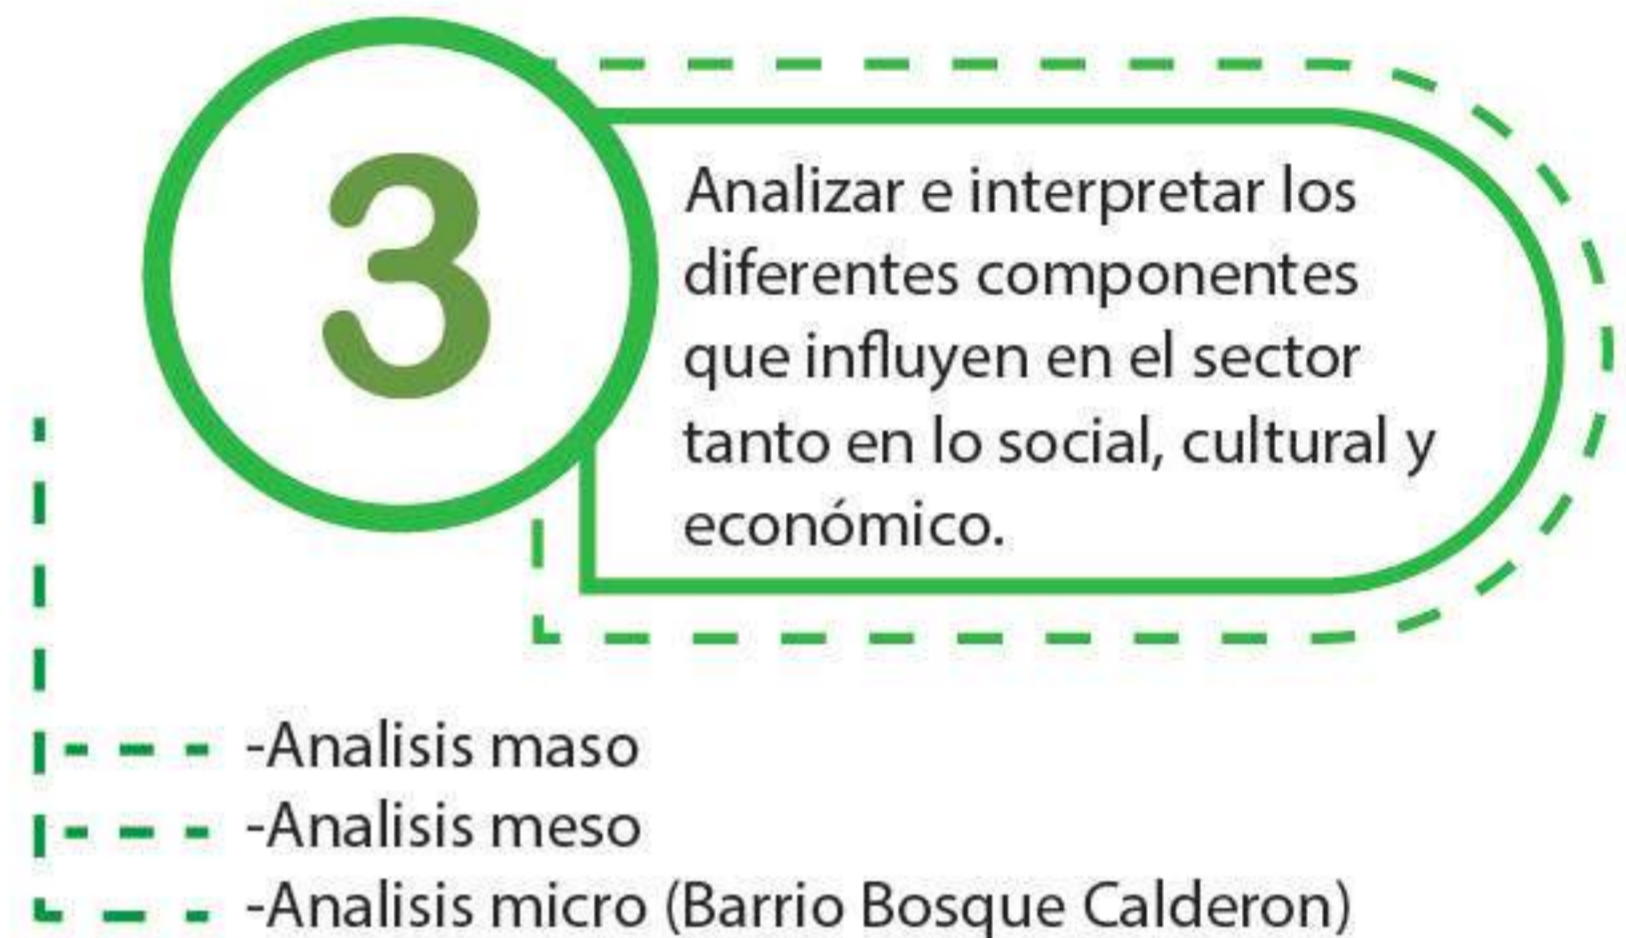 3
Analizar e interpretar los
diferentes componentes
que influyen en el sector
tanto en lo social, cultural y
económico.
-Analisis maso
-Analisis meso
-Analisis micro (Barrio Bosque Calderon)